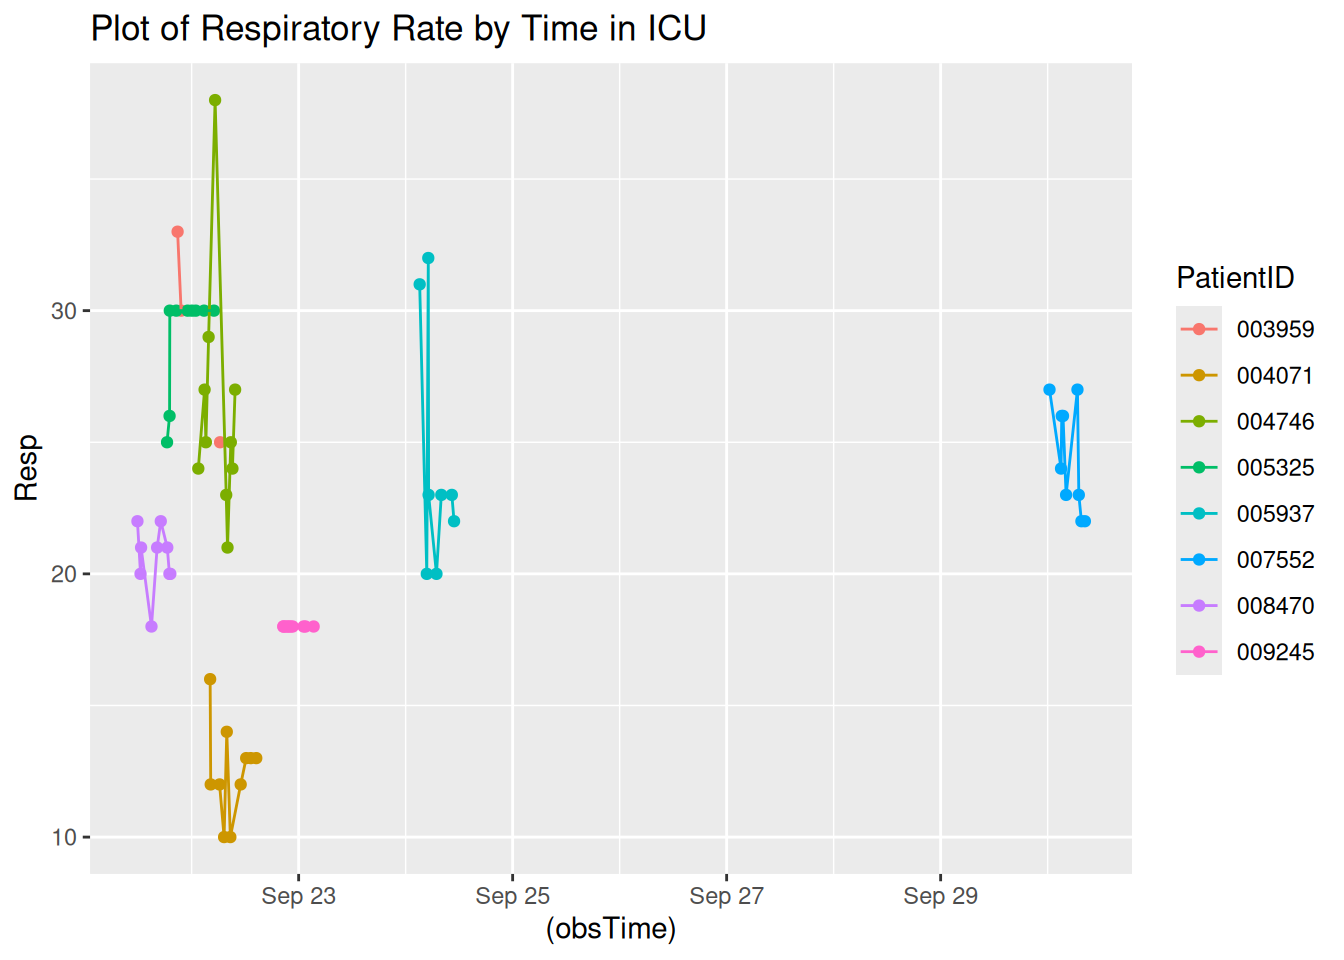 Plot of Respiratory Rate by Time in ICU
Resp
30
20
10
Sep 23
Sep 25
Sep 27
Sep 29
(obsTime)
PatientID
003959
004071
004746
005325
005937
007552
008470
009245